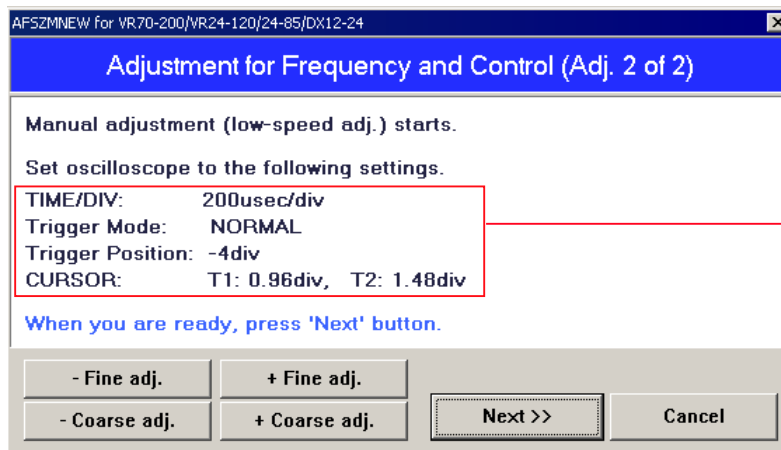 AFSZMNEW for VR70-200/VR24-120/24-85/DX12-24
Adjustment for Frequency and Control (Adj. 2 of 2)
Manual adjustment (low-speed adj.) starts.
Set oscilloscope to the following settings.
TIME/DIV: 200usec/div
Trigger Mode: NORMAL
Trigger Position: -4div
CURSOR: T1: 0.96div, T2: 1.48div
When you are ready, press 'Next' button.
- Fine adj. + Fine adj.
- Coarse adj. + Coarse adj. Next >> Cancel